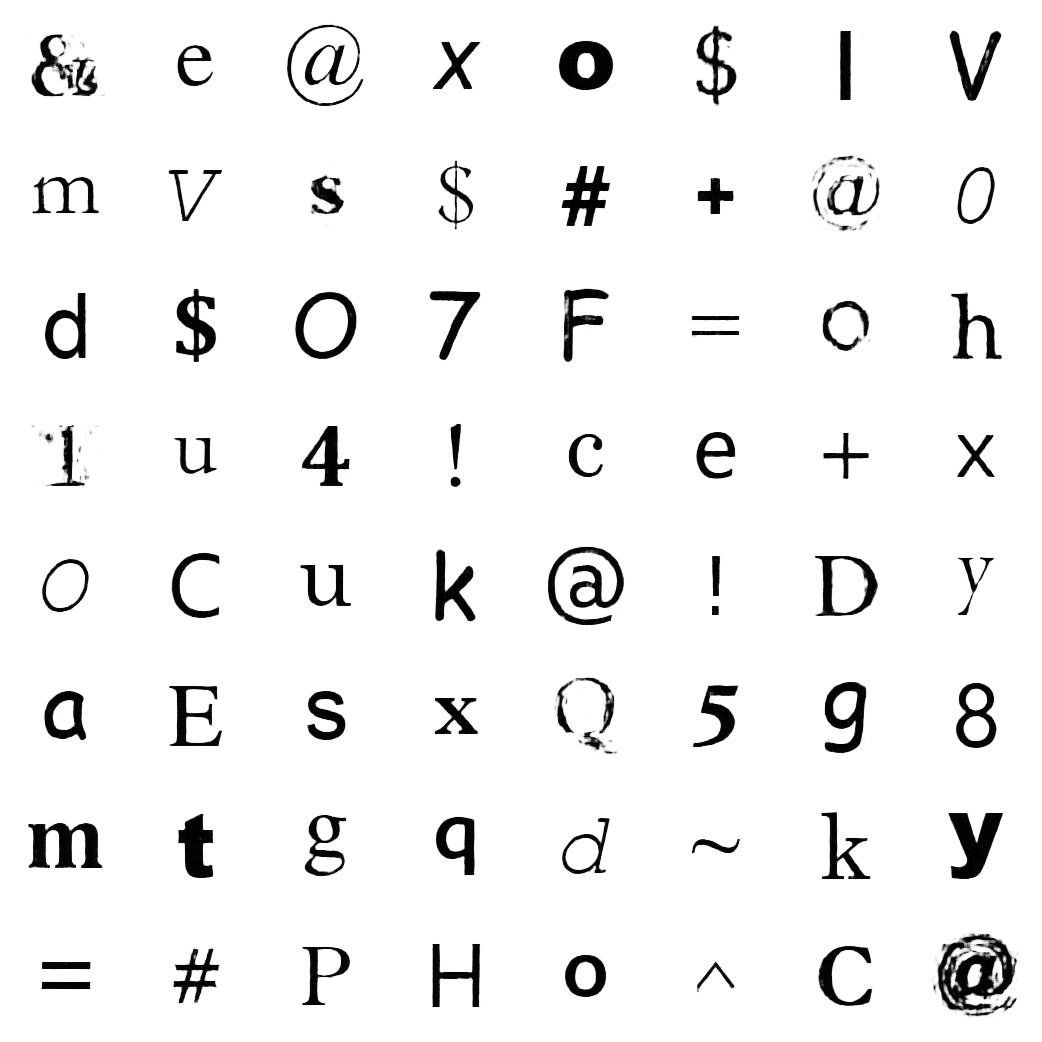 & e @ x o $ I V
m V s $ # + @ 0
d $ O 7 F = o h
1 u 4 ! c e + x
O C u k @ ! D y
a E s x Q 5 g 8
m t g q d ~ k y
= # P H o ^ C @